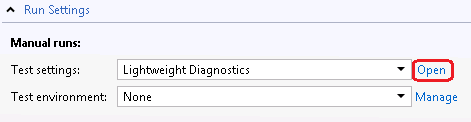 Run Settings
Manual runs:
Test settings: Lightweight Diagnostics Open
Test environment: None Manage